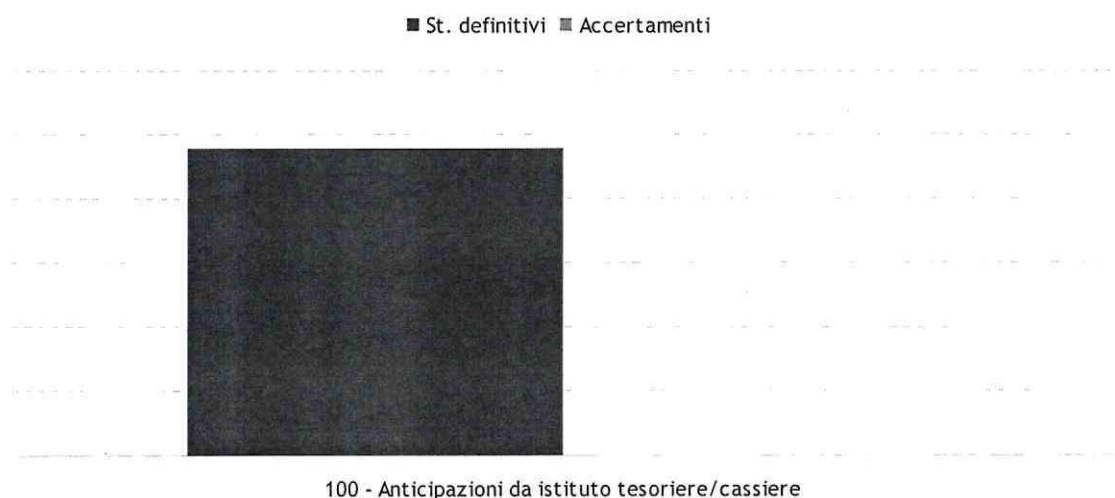 St. definitivi Accertamenti
100 - Anticipazioni da istituto tesoriere/cassiere